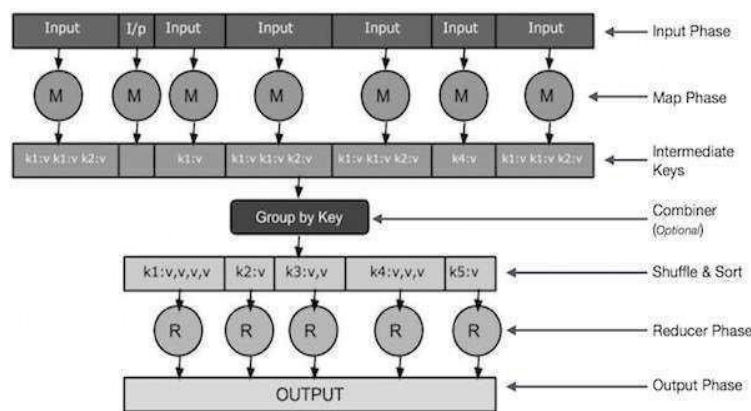 Input I/p Input Input Input Input Input
Input Phase
M M M M M M M
Map Phase
k1:v k1:v k2:v k1:v k1:v k1:v k2:v k1:v k1:v k2:v k4:v k1:v k1:v k2:v
Intermediate
Keys
Group by Key
Combiner
(Optional)
k1:v,v,v,v k2:v k3:v,v k4:v,v,v k5:v
Shuffle & Sort
R R R R R
Reducer Phase
OUTPUT
Output Phase